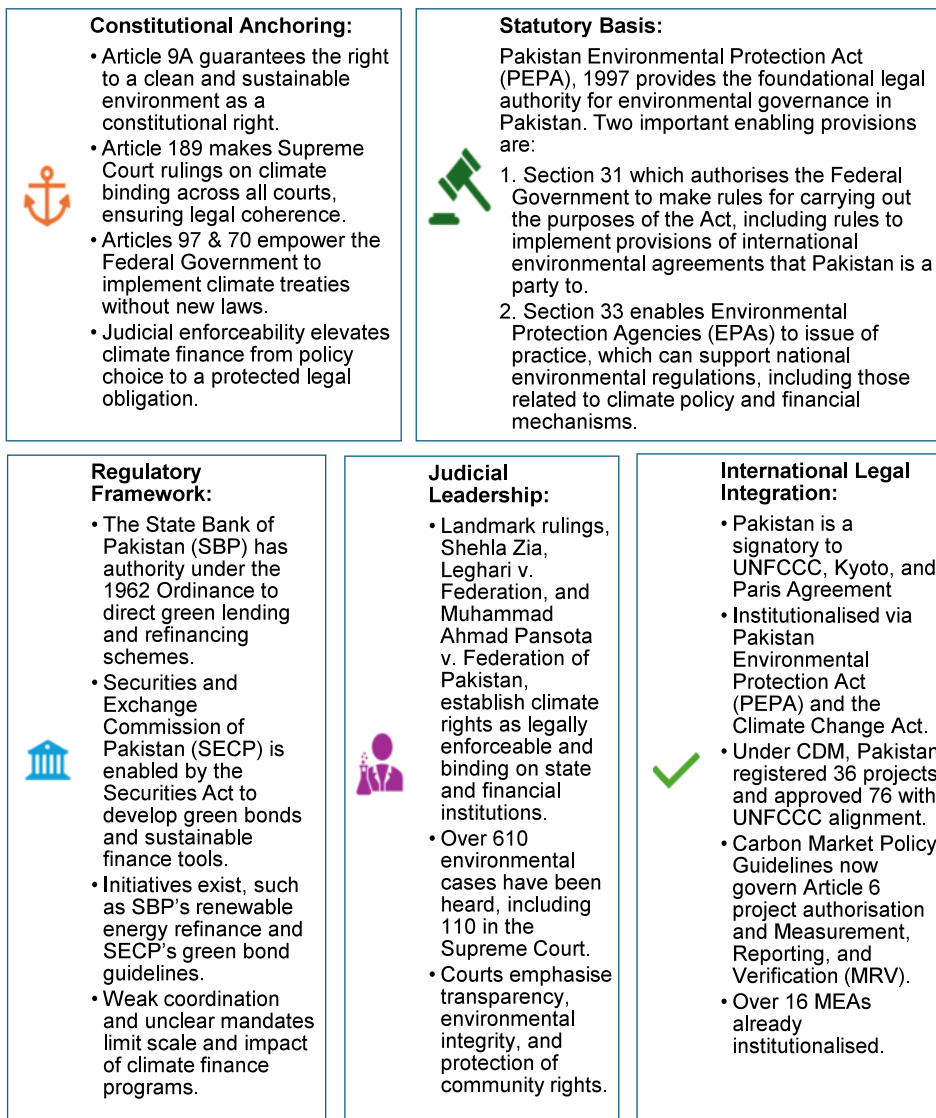 Constitutional Anchoring:
• Article 9A guarantees the right
to a clean and sustainable
environment as a
constitutional right.
• Article 189 makes Supreme
Court rulings on climate
binding across all courts,
ensuring legal coherence.
• Articles 97 & 70 empower the
Federal Government to
implement climate treaties
without new laws.
• Judicial enforceability elevates
climate finance from policy
choice to a protected legal
obligation.
Statutory Basis:
Pakistan Environmental Protection Act
(PEPA), 1997 provides the foundational legal
authority for environmental governance in
Pakistan. Two important enabling provisions
are:
1. Section 31 which authorises the Federal
Government to make rules for carrying out
the purposes of the Act, including rules to
implement provisions of international
environmental agreements that Pakistan is a
party to.
2. Section 33 enables Environmental
Protection Agencies (EPAs) to issue of
practice, which can support national
environmental regulations, including those
related to climate policy and financial
mechanisms.
Regulatory
Framework:
• The State Bank of
Pakistan (SBP) has
authority under the
1962 Ordinance to
direct green lending
and refinancing
schemes.
• Securities and
Exchange
Commission of
Pakistan (SECP) is
enabled by the
Securities Act to
develop green bonds
and sustainable
finance tools.
• Initiatives exist, such
as SBP's renewable
energy refinance and
SECP's green bond
guidelines.
• Weak coordination
and unclear mandates
limit scale and impact
of climate finance
programs.
Judicial
Leadership:
• Landmark rulings,
Shehla Zia,
Leghari v.
Federation, and
Muhammad
Ahmad Pansota
v. Federation of
Pakistan,
establish climate
rights as legally
enforceable and
binding on state
and financial
institutions.
• Over 610
environmental
cases have been
heard, including
110 in the
Supreme Court.
• Courts emphasise
transparency,
environmental
integrity, and
protection of
community rights.
International Legal
Integration:
• Pakistan is a
signatory to
UNFCCC, Kyoto, and
Paris Agreement
• Institutionalised via
Pakistan
Environmental
Protection Act
(PEPA) and the
Climate Change Act.
• Under CDM, Pakistan
registered 36 projects
and approved 76 with
UNFCCC alignment.
• Carbon Market Policy
Guidelines now
govern Article 6
project authorisation
and Measurement,
Reporting, and
Verification (MRV).
• Over 16 MEAs
already
institutionalised.